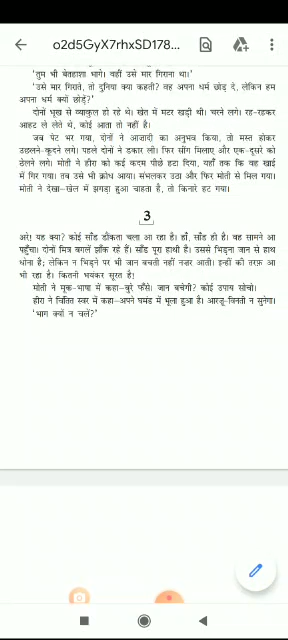 o2d5GyX7rhxSD178...
'तुम भी बेतहाशा भागे। वहीं उसे मार गिराना था।'
'उसे मार गिराते, तो दुनिया क्या कहती? वह अपना धर्म छोड़ दे, लेकिन हम
अपना धर्म क्यों छोड़ें?'
दोनों भूख से व्याकुल हो रहे थे। खेत में मटर खड़ी थी। चरने लगे। रह-रहकर
आहट ले लेते थे, कोई आता तो नहीं है।
जब पेट भर गया, दोनों ने आज़ादी का अनुभव किया, तो मस्त होकर
उछलने-कूदने लगे। पहले दोनों ने डकार ली। फिर सींग मिलाए और एक-दूसरे को
ठेलने लगे। मोती ने हीरा को कई कदम पीछे हटा दिया, यहाँ तक कि वह खाई
में गिर गया। तब उसे भी क्रोध आया। संभलकर उठा और फिर मोती से मिल गया।
मोती ने देखा—खेल में झगड़ा हुआ चाहता है, तो किनारे हट गया।
3
अरे! यह क्या? कोई साँड़ डौंकता चला आ रहा है। हाँ, साँड़ ही है। वह सामने आ
पहुँचा। दोनों मित्र बगलें झाँक रहे हैं। साँड़ पूरा हाथी है। उससे भिड़ना जान से हाथ
धोना है; लेकिन न भिड़ने पर भी जान बचती नहीं नज़र आती। इन्हीं की तरफ़ आ
भी रहा है। कितनी भयंकर सूरत है!
मोती ने मूक-भाषा में कहा—बुरे फँसे। जान बचेगी? कोई उपाय सोचो।
हीरा ने चिंतित स्वर में कहा—अपने घमंड में भूला हुआ है। आरज़ू-विनती न सुनेगा।
'भाग क्यों न चलें?'